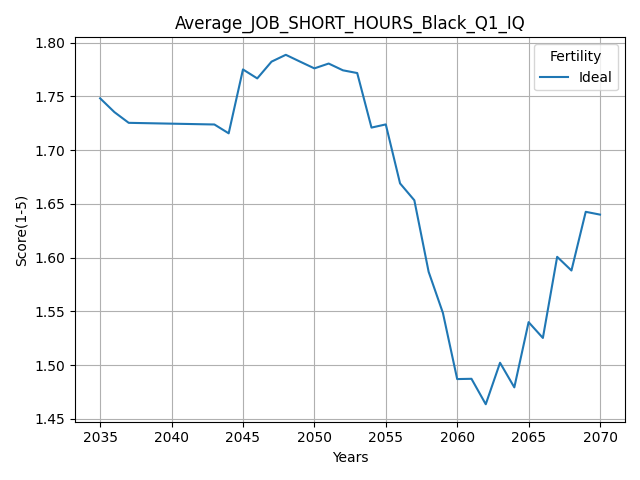 Average_JOB_SHORT_HOURS_Black_Q1_IQ
Fertility
Ideal
Score(1-5)
1.80
1.75
1.70
1.65
1.60
1.55
1.50
1.45
2035 2040 2045 2050 2055 2060 2065 2070
Years